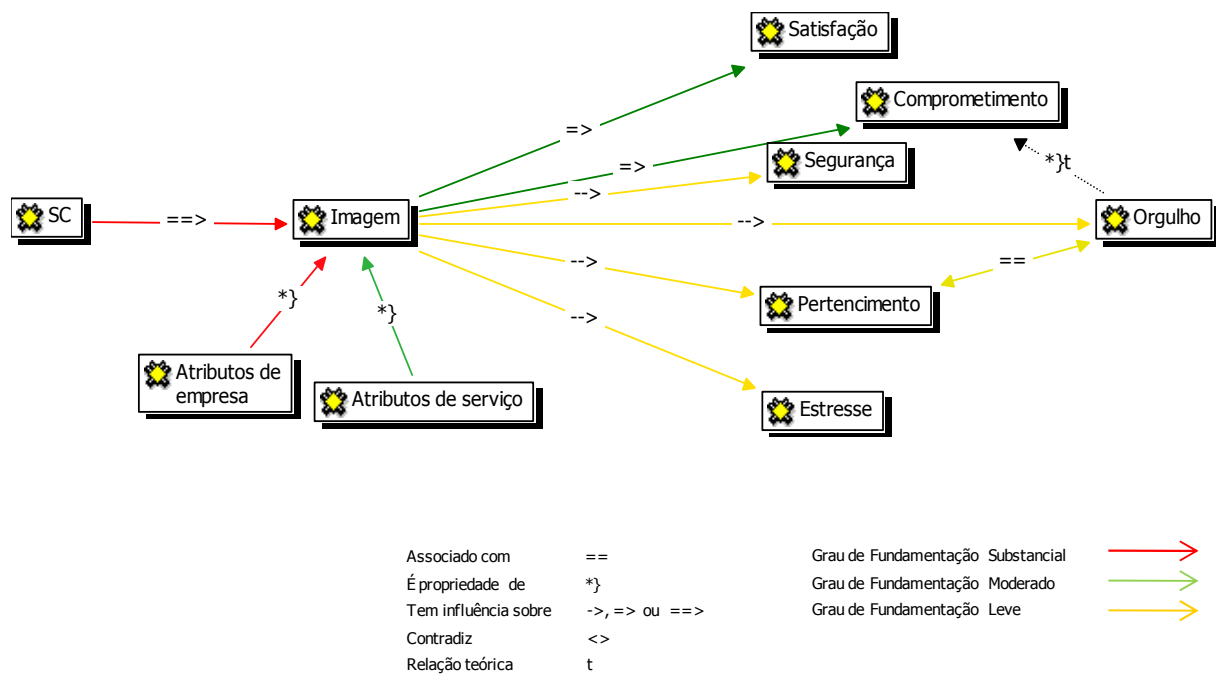 Satisfação
Comprometimento
=>
*}t
=>
Segurança
-->
SC
==>
Imagem
-->
Orgulho
-->
==
*}
*}
Pertencimento
-->
Atributos de
empresa
Atributos de serviço
Estresse
Associado com ==
É propriedade de *}
Tem influência sobre ->, => ou ==>
Contradiz <>
Relação teórica t
Grau de Fundamentação Substancial
Grau de Fundamentação Moderado
Grau de Fundamentação Leve